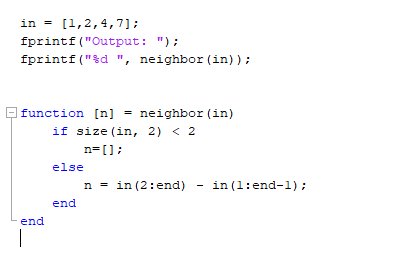 in = [1,2,4,7];
fprintf("Output: ");
fprintf("%d ", neighbor(in));
function [n] = neighbor(in)
if size(in, 2) < 2
n=[];
else
n = in(2:end) - in(1:end-1);
end
end